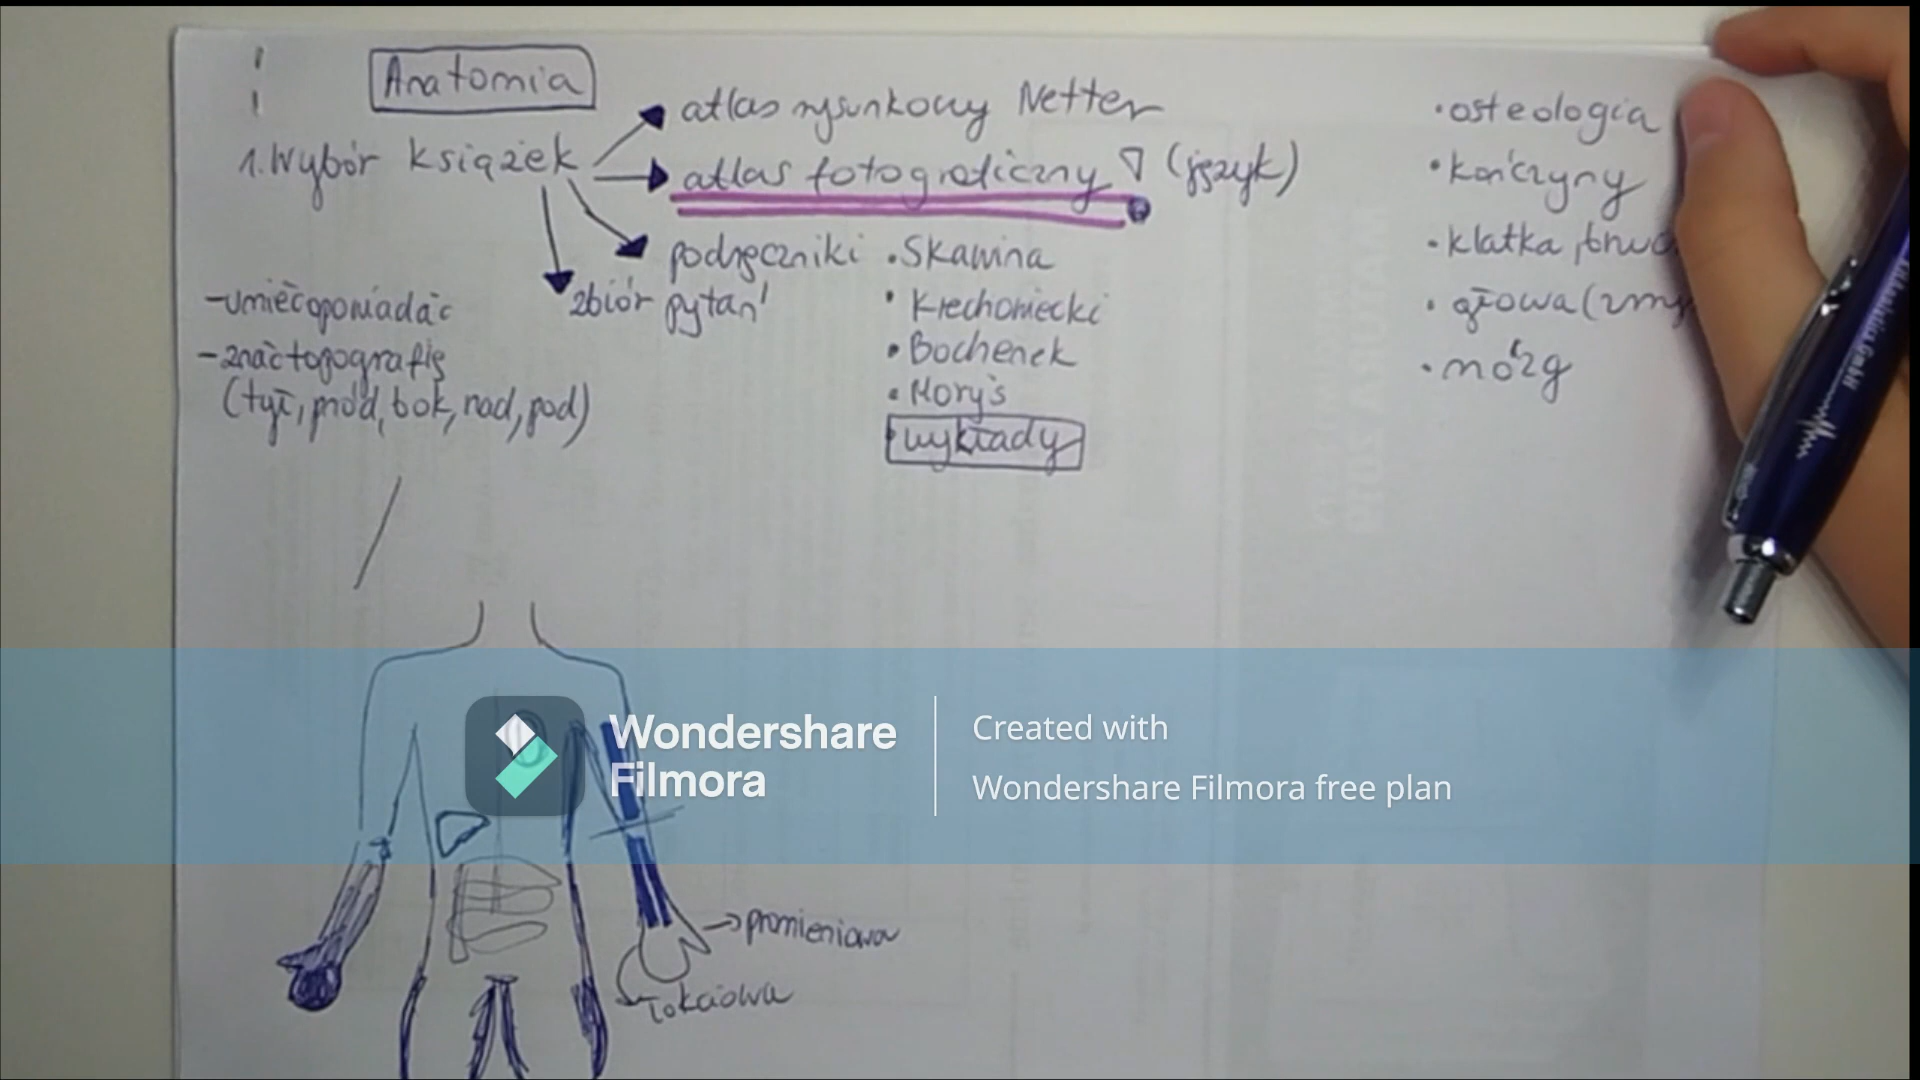 Anatomia
1. Wybór książek
atlas rysunkowy Netter
atlas fotograficzny (język)
podręczniki • Skawina
• Krechowiecki
• Bochenek
• Moryś
• wykłady
zbiór pytań
- umieć opowiadać
- znać topografię
(tył, przód, bok, nad, pod)
• osteologia
• kończyny
• klatka, brzu
• głowa (zmy
• mózg
Wondershare
Filmora
Created with
Wondershare Filmora free plan
→ promieniowa
łokciowa